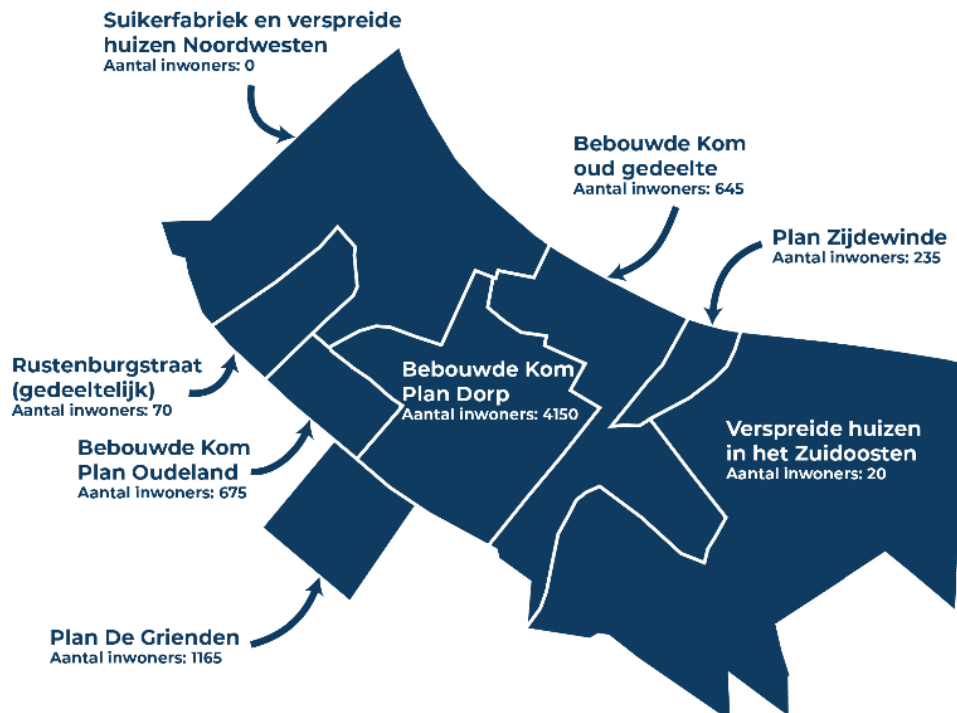 Suikerfabriek en verspreide
huizen Noordwesten
Aantal inwoners: 0
Bebouwde Kom
oud gedeelte
Aantal inwoners: 645
Plan Zijdewinde
Aantal inwoners: 235
Rustenburgstraat
(gedeeltelijk)
Aantal inwoners: 70
Bebouwde Kom
Plan Dorp
Aantal inwoners: 4150
Verspreide huizen
in het Zuidoosten
Aantal inwoners: 20
Bebouwde Kom
Plan Oudeland
Aantal inwoners: 675
Plan De Grienden
Aantal inwoners: 1165